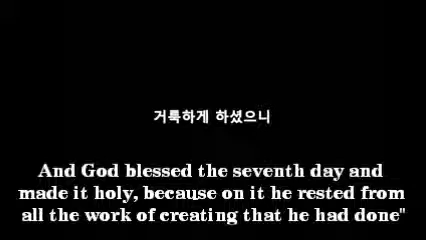 거룩하게 하셨으니
And God blessed the seventh day and
made it holy, because on it he rested from
all the work of creating that he had done"